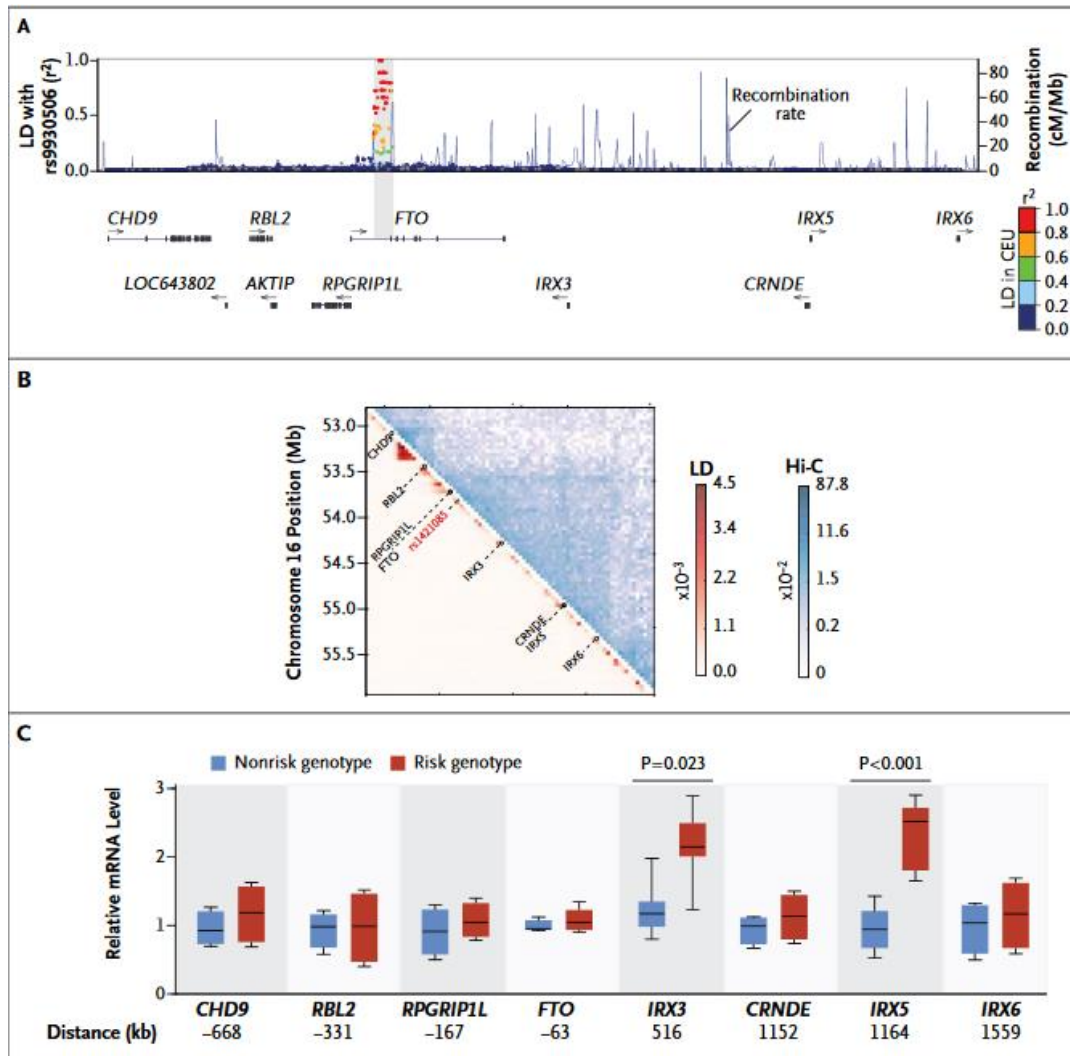 A
LD with
rs9930506 (r²)
1.0
0.5
0.0
Recombination
rate
80
60
40
20
0
Recombination
(cM/Mb)
CHD9
RBL2
FTO
IRX5
IRX6
LOC643802
AKTIP
RPGRIP1L
IRX3
CRNDE
r²
1.0
0.8
0.6
0.4
0.2
0.0
LD in CEU
B
Chromosome 16 Position (Mb)
53.0
53.5
54.0
54.5
55.0
55.5
CHD9
RBL2
RPGRIP1L
FTO
rs1421085
IRX3
CRNDE
IRX5
IRX6
LD
4.5
3.4
2.2
1.1
0.0
x10⁻³
Hi-C
87.8
11.6
1.5
0.2
0
x10⁻²
C
Nonrisk genotype Risk genotype
P=0.023
P<0.001
Relative mRNA Level
3
2
1
0
CHD9 RBL2 RPGRIP1L FTO IRX3 CRNDE IRX5 IRX6
Distance (kb) −668 −331 −167 −63 516 1152 1164 1559